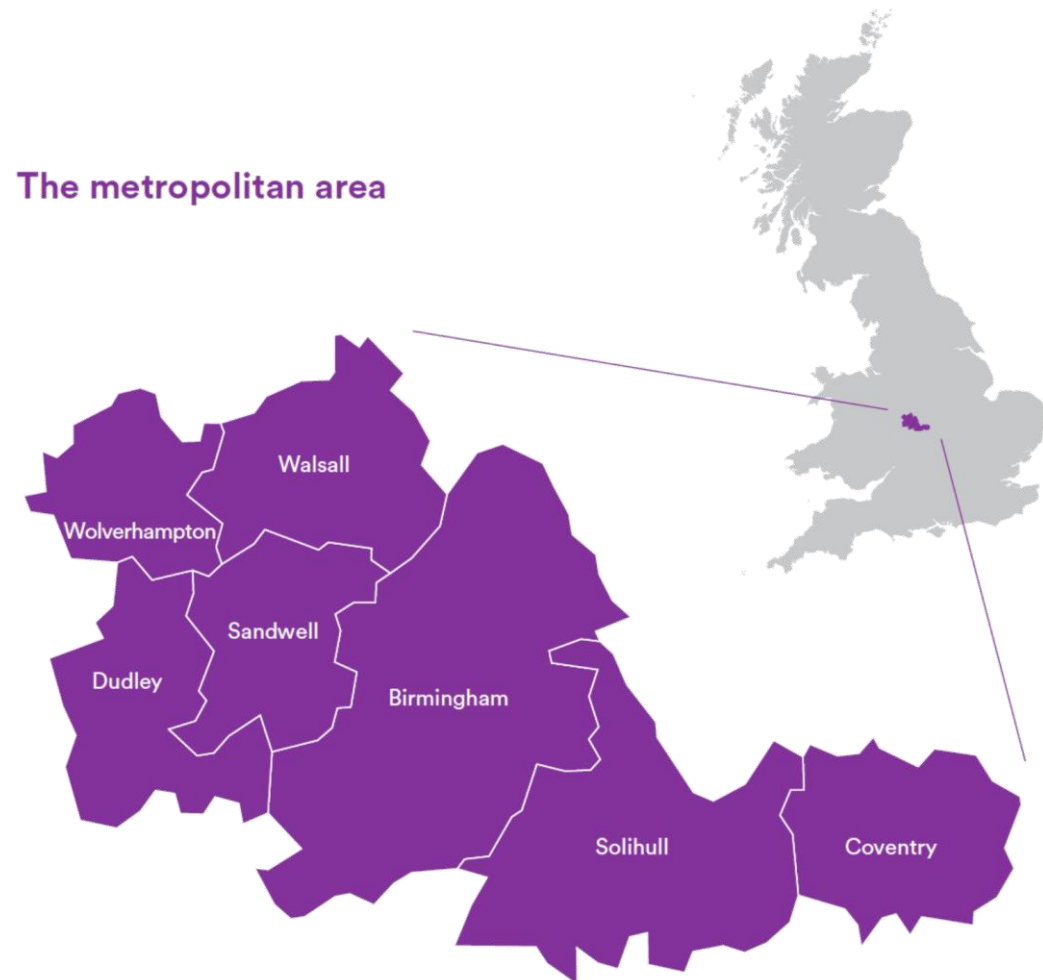 The metropolitan area
Walsall
Wolverhampton
Sandwell
Dudley
Birmingham
Solihull
Coventry